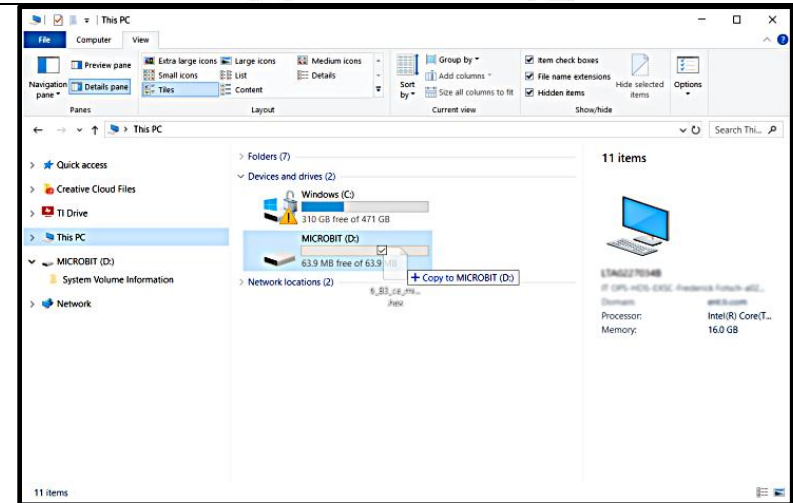 This PC
File Computer View
Navigation pane
Preview pane
Details pane
Panes
Extra large icons Large icons Medium icons
Small icons List Details
Tiles Content
Layout
Sort by
Group by
Add columns
Size all columns to fit
Current view
Item check boxes
File name extensions
Hidden items
Hide selected items
Show/hide
Options
This PC
Search Thi...
Quick access
Creative Cloud Files
TI Drive
This PC
MICROBIT (D:)
System Volume Information
Network
Folders (7)
Devices and drives (2)
Windows (C:)
310 GB free of 471 GB
MICROBIT (D:)
63.9 MB free of 63.9 MB
+ Copy to MICROBIT (D:)
.hex
Network locations (2)
11 items
Processor: Intel(R) Core(T...
Memory: 16.0 GB
11 items